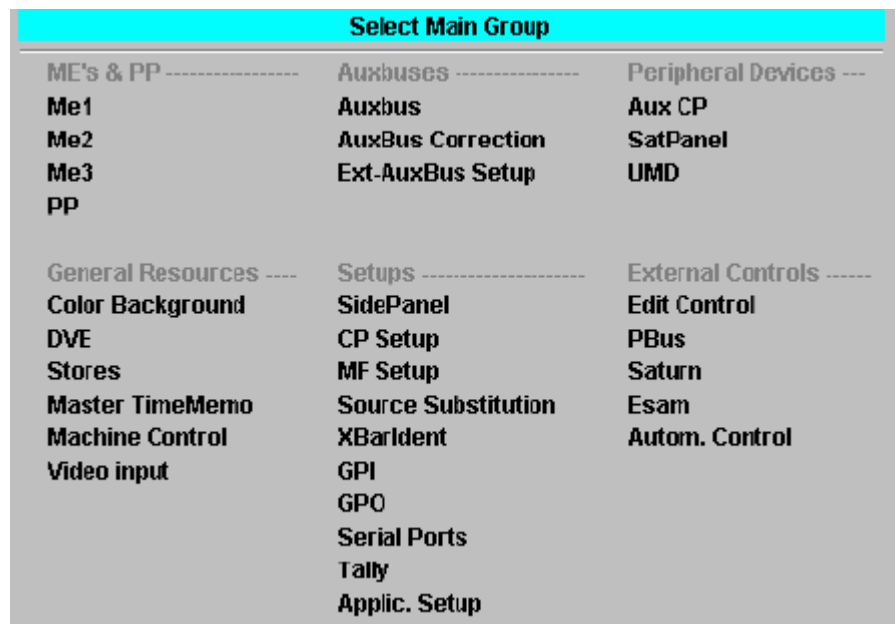 Select Main Group
ME's & PP -----------------
Me1
Me2
Me3
PP
Auxbuses ----------------
Auxbus
AuxBus Correction
Ext-AuxBus Setup
Peripheral Devices ---
Aux CP
SatPanel
UMD
General Resources ----
Color Background
DVE
Stores
Master TimeMemo
Machine Control
Video input
Setups ---------------------
SidePanel
CP Setup
MF Setup
Source Substitution
XBarIdent
GPI
GPO
Serial Ports
Tally
Applic. Setup
External Controls ------
Edit Control
PBus
Saturn
Esam
Autom. Control